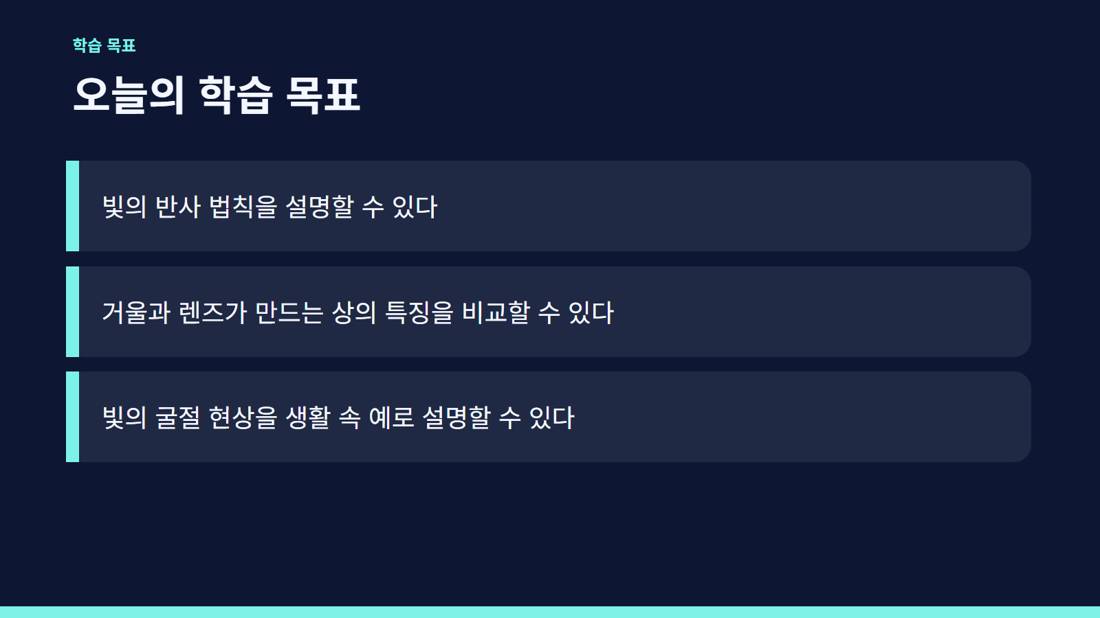 학습 목표
오늘의 학습 목표
빛의 반사 법칙을 설명할 수 있다
거울과 렌즈가 만드는 상의 특징을 비교할 수 있다
빛의 굴절 현상을 생활 속 예로 설명할 수 있다